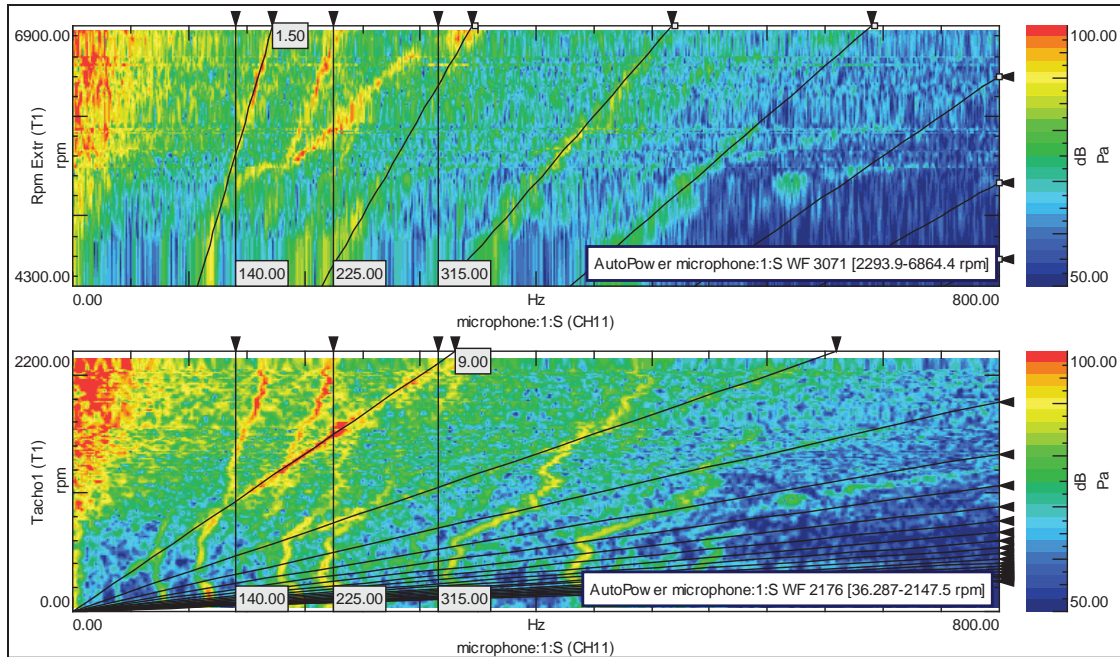 6900.00
1.50
100.00
Rpm Extr (T1)
rpm
dB
Pa
140.00
225.00
315.00
AutoPower microphone:1:S WF 3071 [2293.9-6864.4 rpm]
4300.00
50.00
0.00
Hz
800.00
microphone:1:S (CH11)
2200.00
9.00
100.00
Tacho1 (T1)
rpm
dB
Pa
140.00
225.00
315.00
AutoPower microphone:1:S WF 2176 [36.287-2147.5 rpm]
0.00
50.00
0.00
Hz
800.00
microphone:1:S (CH11)